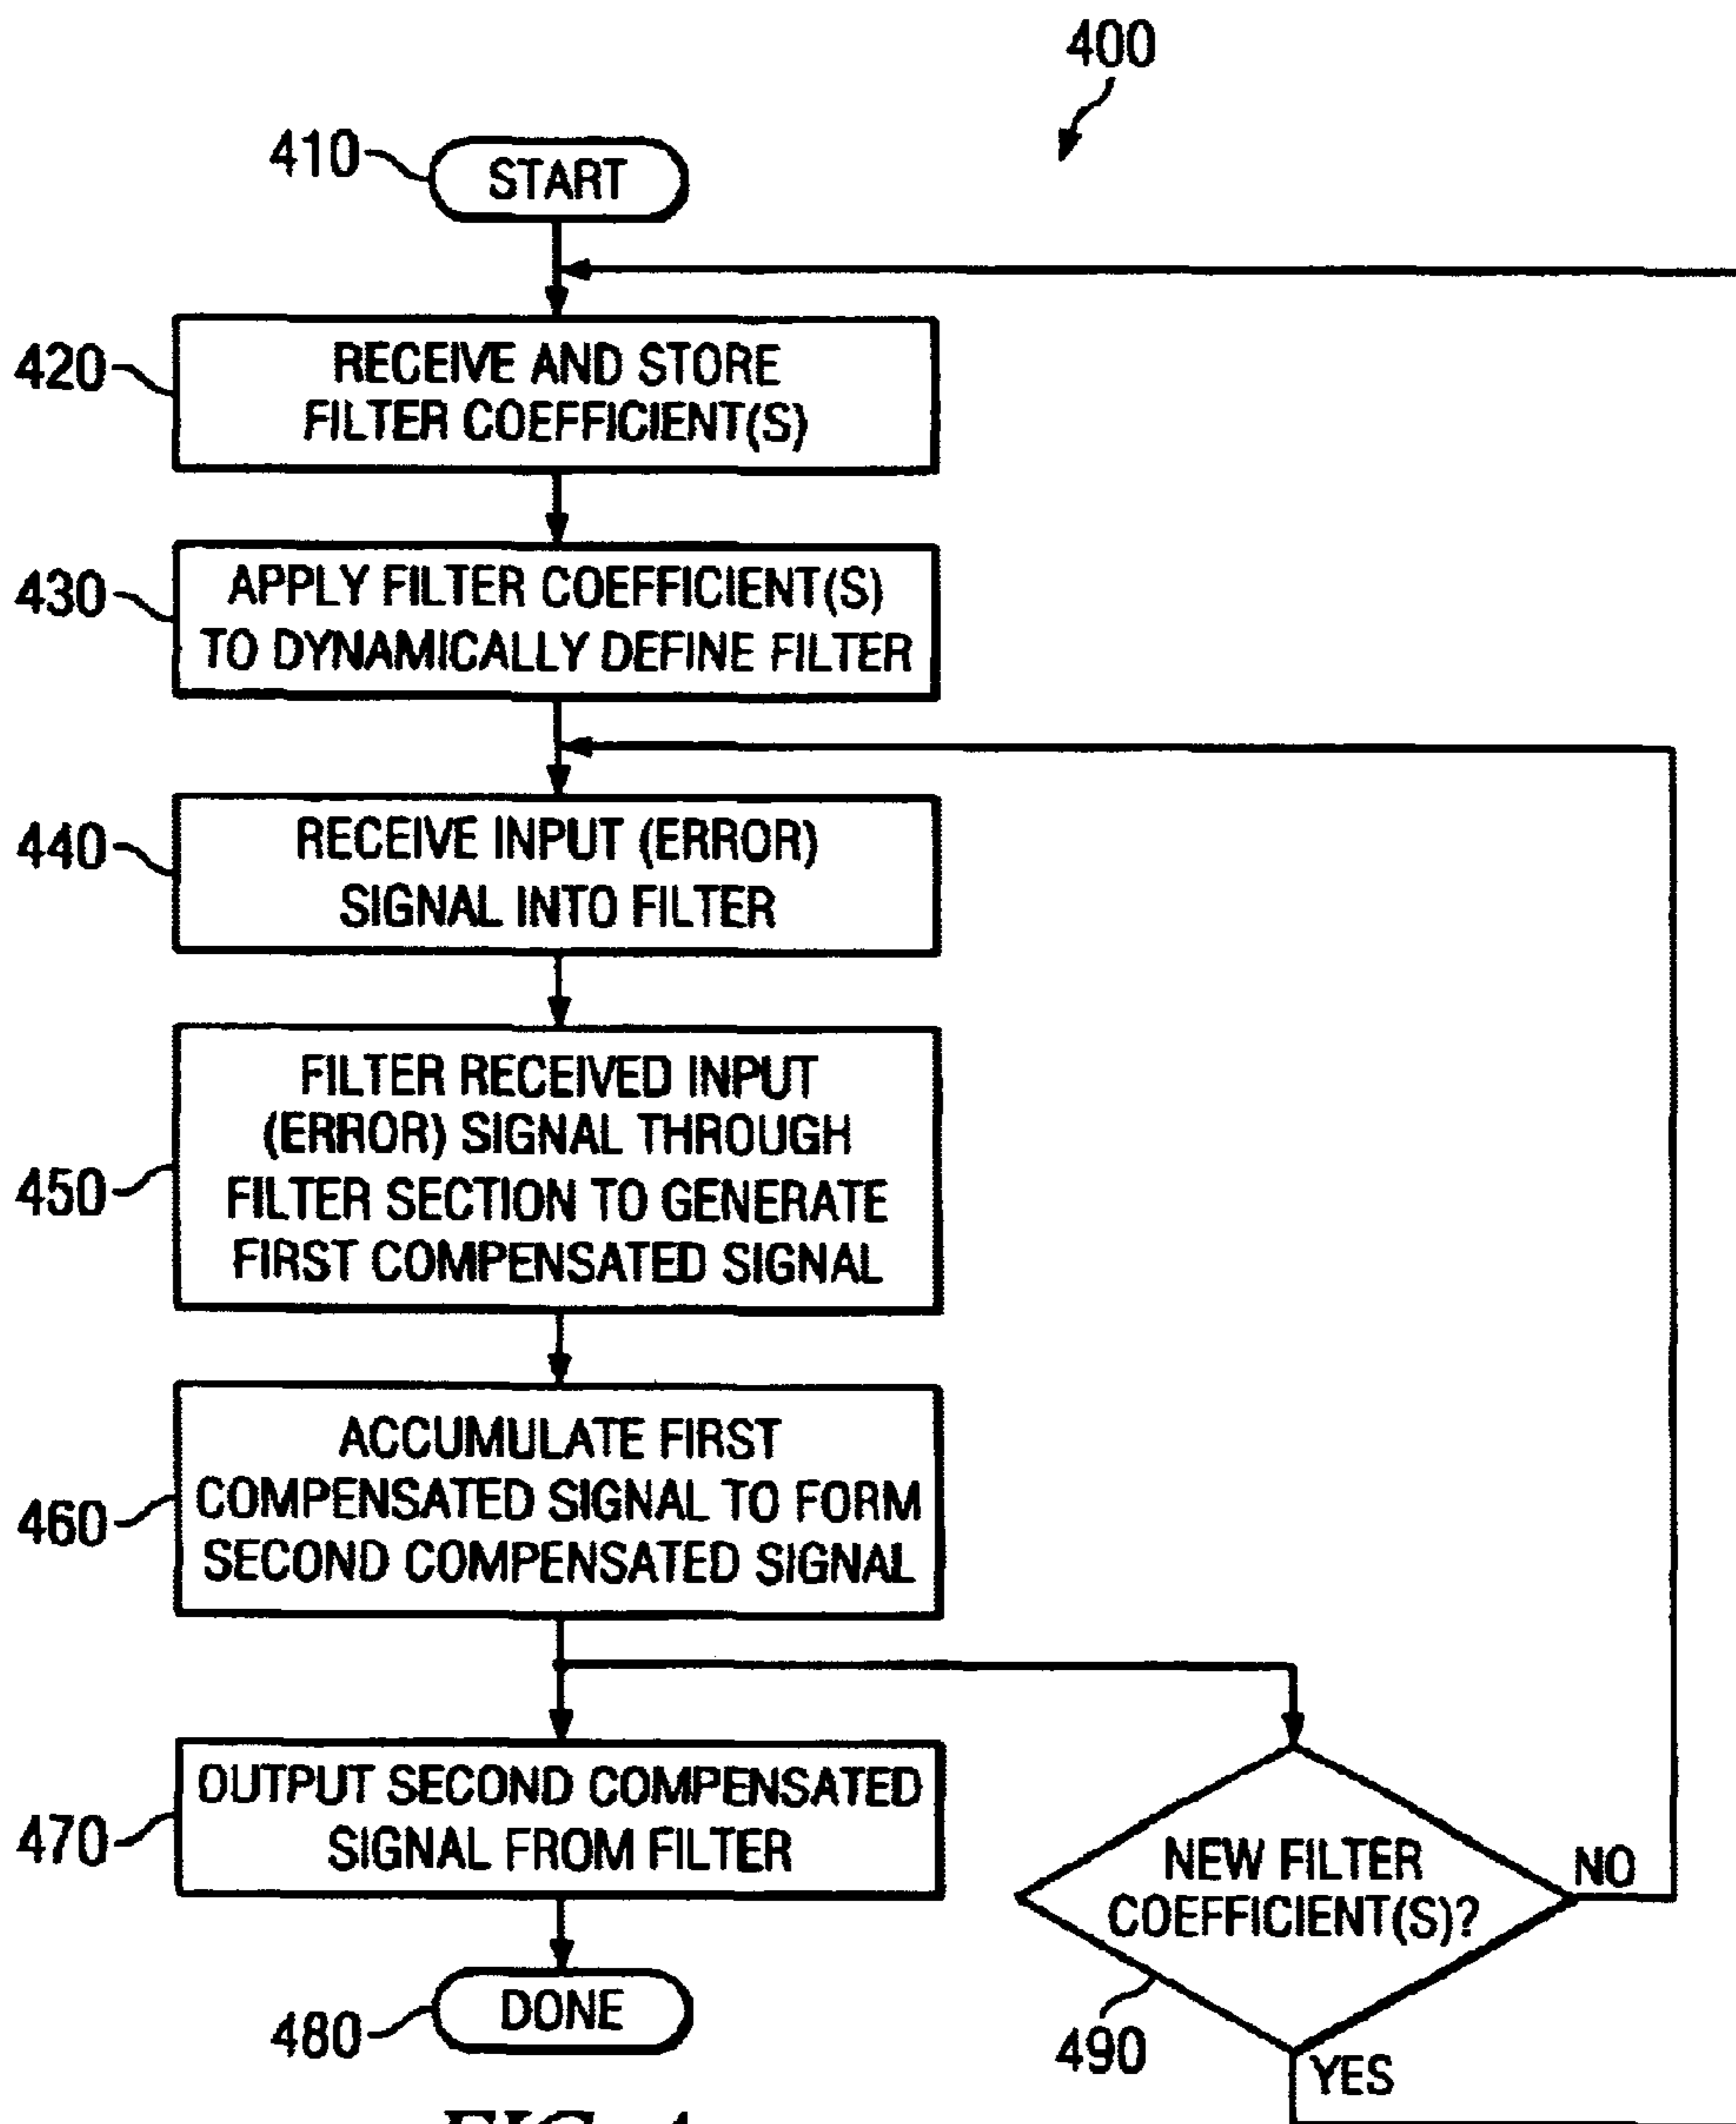 400
410
START
420
RECEIVE AND STORE
FILTER COEFFICIENT(S)
430
APPLY FILTER COEFFICIENT(S)
TO DYNAMICALLY DEFINE FILTER
440
RECEIVE INPUT (ERROR)
SIGNAL INTO FILTER
450
FILTER RECEIVED INPUT
(ERROR) SIGNAL THROUGH
FILTER SECTION TO GENERATE
FIRST COMPENSATED SIGNAL
460
ACCUMULATE FIRST
COMPENSATED SIGNAL TO FORM
SECOND COMPENSATED SIGNAL
470
OUTPUT SECOND COMPENSATED
SIGNAL FROM FILTER
NEW FILTER
COEFFICIENT(S)?
NO
480
DONE
490
YES